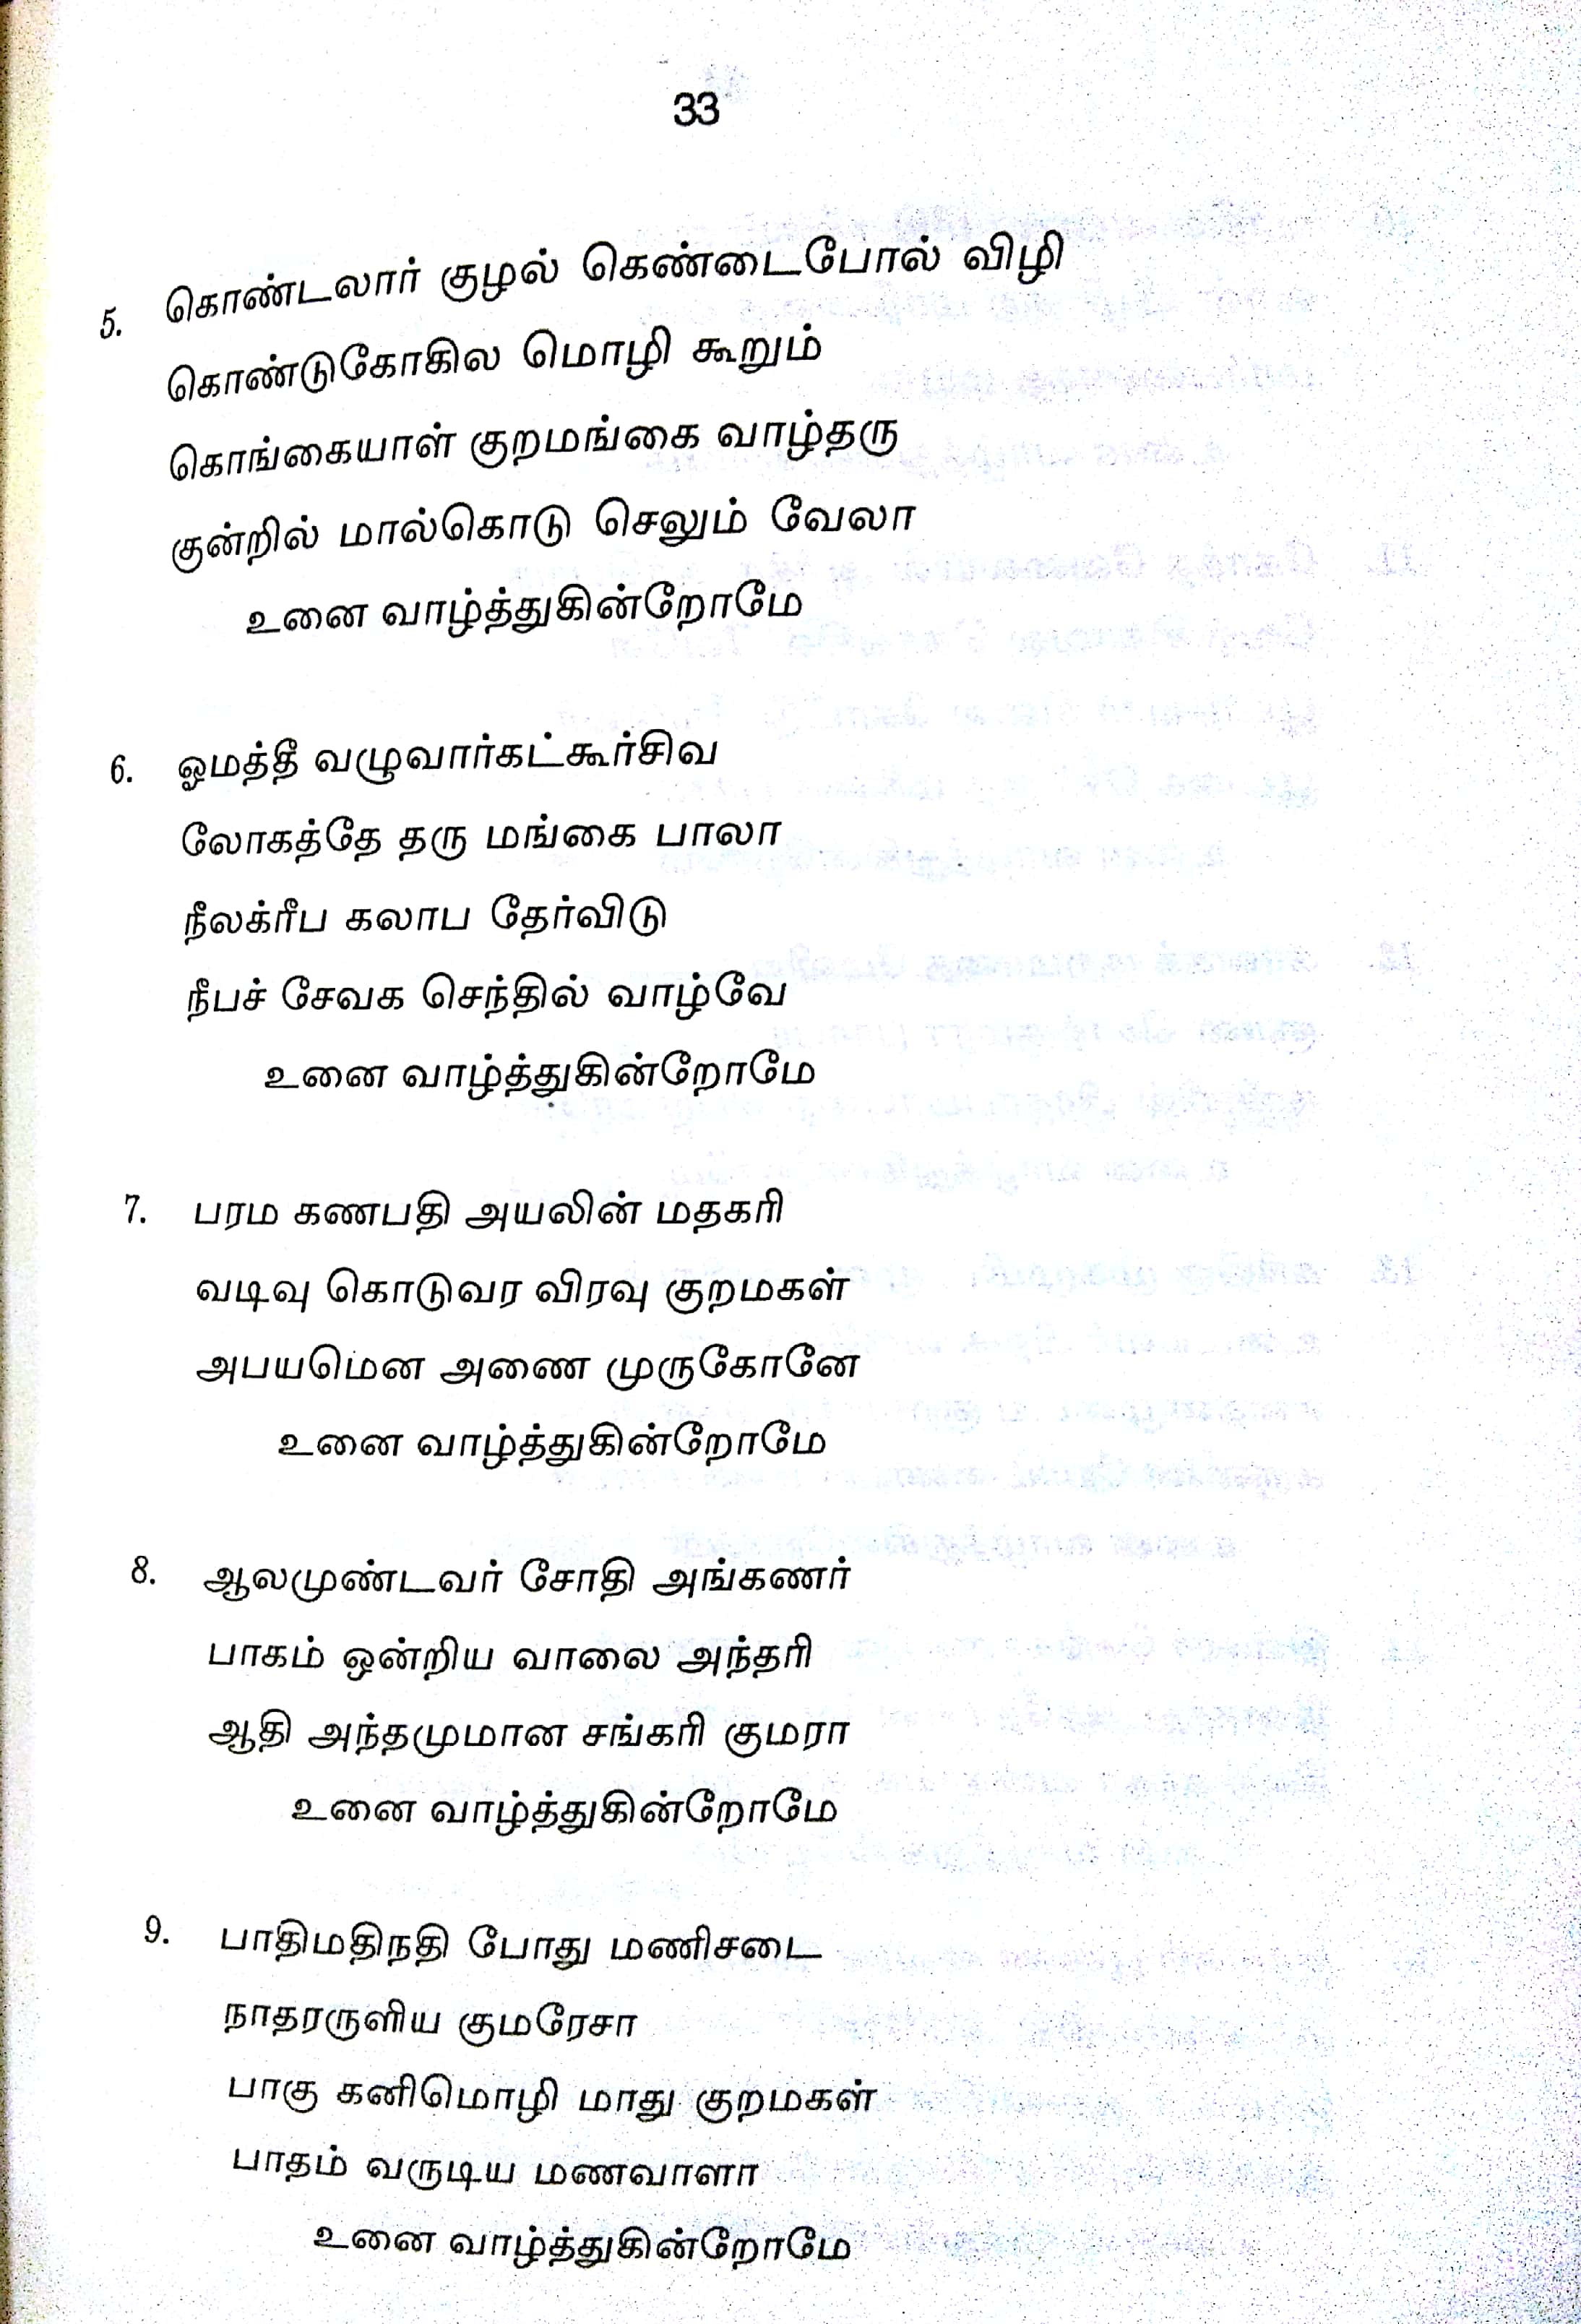 33
5. கொண்டலார் குழல் கெண்டைபோல் விழி
கொண்டுகோகில மொழி கூறும்
கொங்கையாள் குறமங்கை வாழ்தரு
குன்றில் மால்கொடு செலும் வேலா
உனை வாழ்த்துகின்றோமே
6. ஓமத்தீ வழுவார்கட்கூர்சிவ
லோகத்தே தரு மங்கை பாலா
நீலக்ரீப கலாப தேர்விடு
நீபச் சேவக செந்தில் வாழ்வே
உனை வாழ்த்துகின்றோமே
7. பரம கணபதி அயலின் மதகரி
வடிவு கொடுவர விரவு குறமகள்
அபயமென அணை முருகோனே
உனை வாழ்த்துகின்றோமே
8. ஆலமுண்டவர் சோதி அங்கணர்
பாகம் ஒன்றிய வாலை அந்தரி
ஆதி அந்தமுமான சங்கரி குமரா
உனை வாழ்த்துகின்றோமே
9. பாதிமதிநதி போது மணிசடை
நாதரருளிய குமரேசா
பாகு கனிமொழி மாது குறமகள்
பாதம் வருடிய மணவாளா
உனை வாழ்த்துகின்றோமே